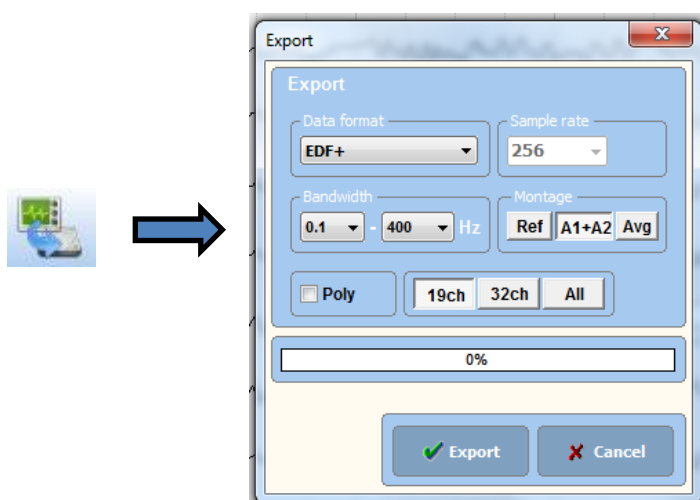 Export
Export
Data format
Sample rate
EDF+
256
Bandwidth
Montage
0.1 - 400 Hz
Ref A1+A2 Avg
Poly
19ch 32ch All
0%
Export
Cancel